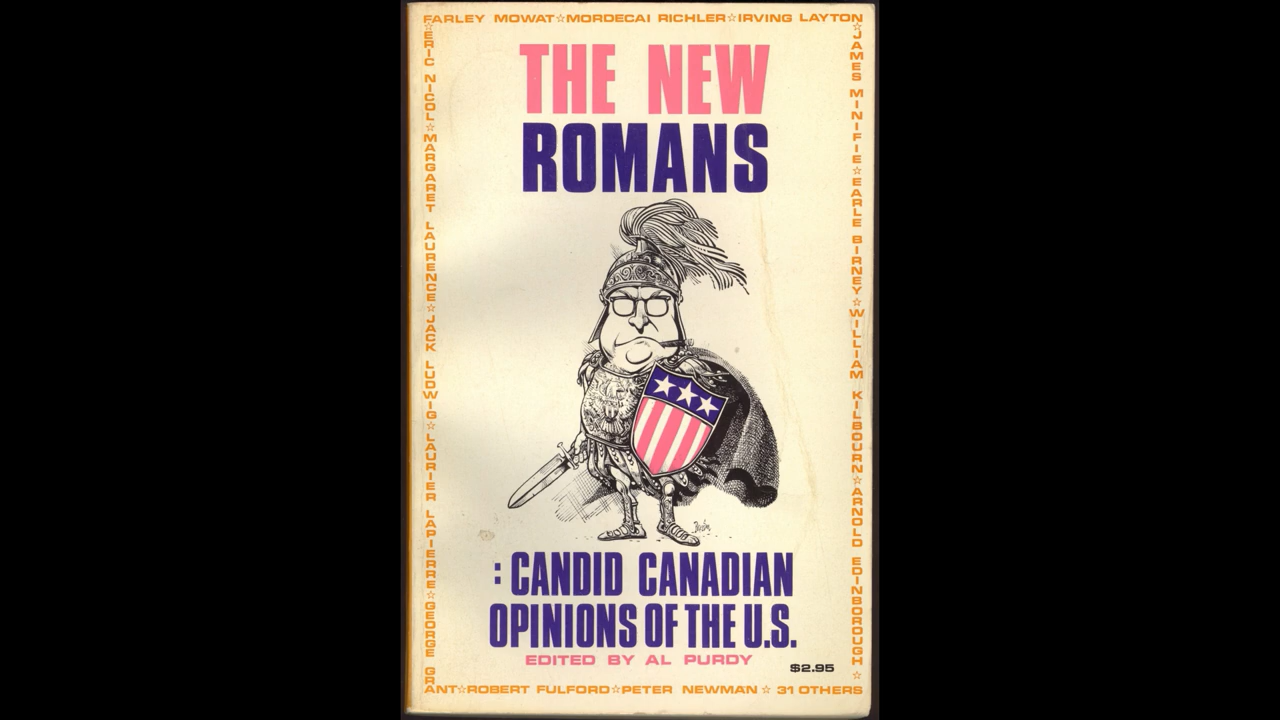 FARLEY MOWAT☆MORDECAI RICHLER☆IRVING LAYTON
☆JAMES MINIFIE☆EARLE BIRNEY☆WILLIAM KILBOURN☆ARNOLD EDINBOROUGH☆
☆ERIC NICOL☆MARGARET LAURENCE☆JACK LUDWIG☆LAURIER LAPIERRE☆GEORGE GRANT☆ROBERT FULFORD☆PETER NEWMAN☆31 OTHERS
THE NEW
ROMANS
: CANDID CANADIAN
OPINIONS OF THE U.S.
EDITED BY AL PURDY
$2.95